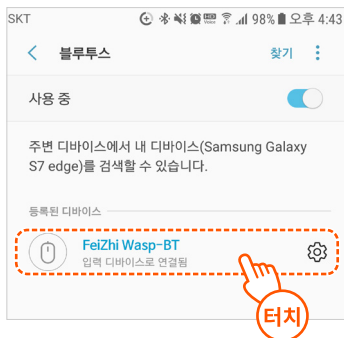 SKT 98% 오후 4:43
블루투스 찾기
사용 중
주변 디바이스에서 내 디바이스(Samsung Galaxy
S7 edge)를 검색할 수 있습니다.
등록된 디바이스
FeiZhi Wasp-BT
입력 디바이스로 연결됨
터치